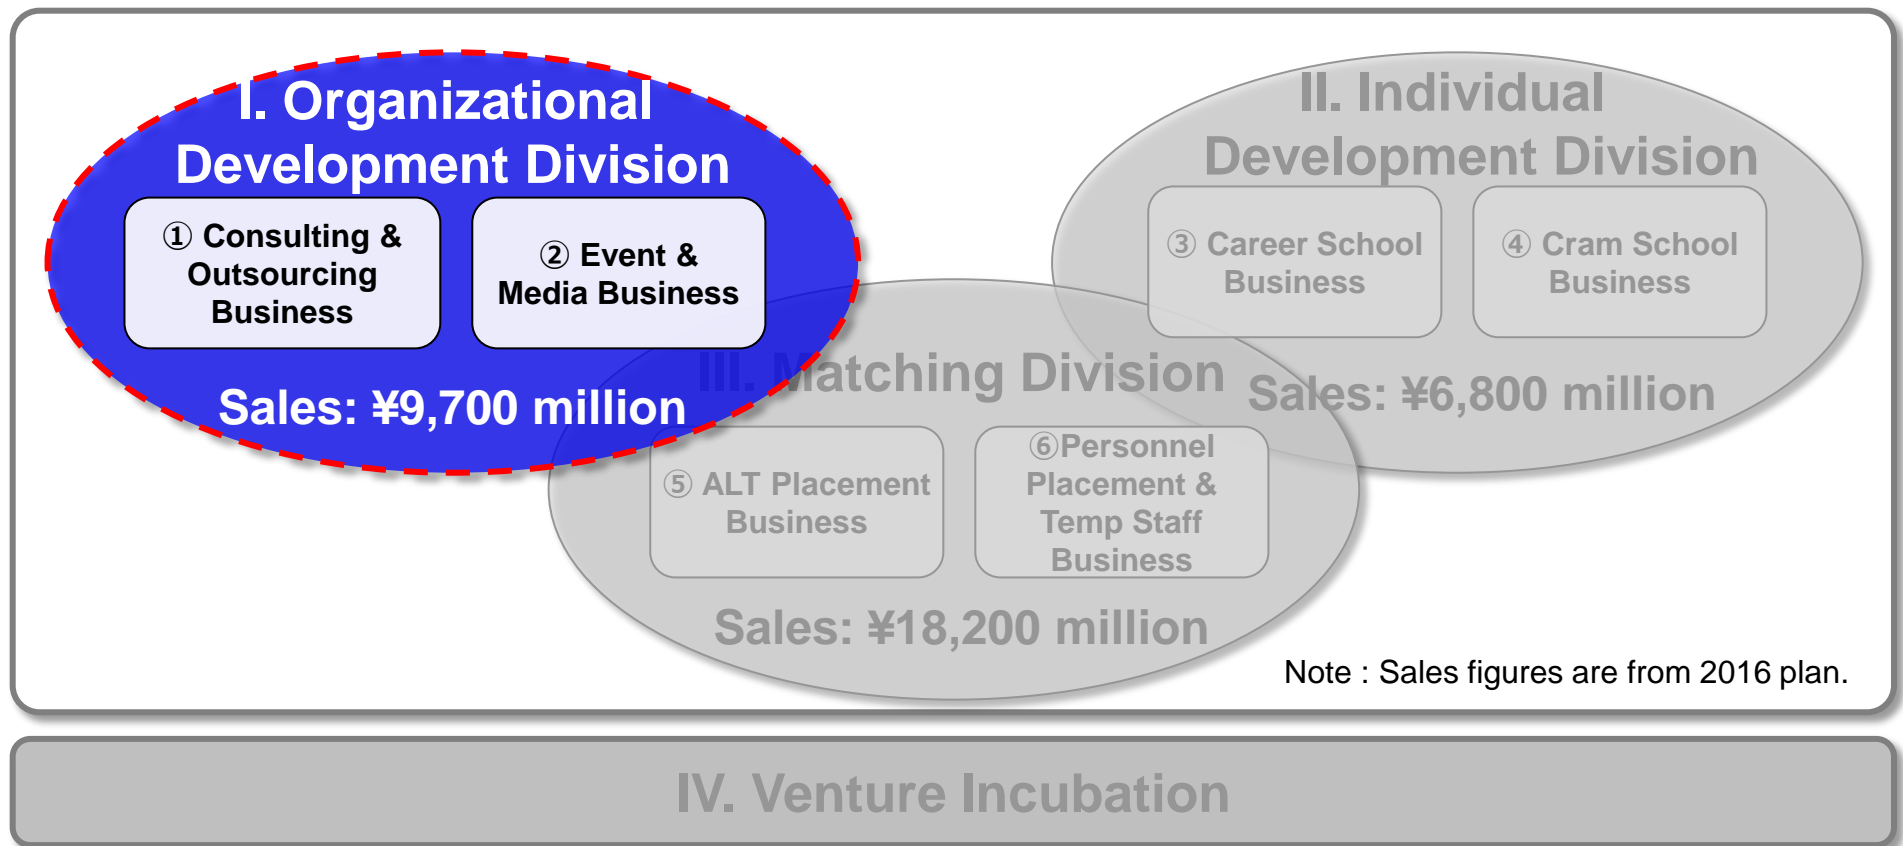 I. Organizational
Development Division
① Consulting &
Outsourcing
Business
② Event &
Media Business
Sales: ¥9,700 million
II. Individual
Development Division
③ Career School
Business
④ Cram School
Business
Sales: ¥6,800 million
III. Matching Division
⑤ ALT Placement
Business
⑥Personnel
Placement &
Temp Staff
Business
Sales: ¥18,200 million
Note : Sales figures are from 2016 plan.
IV. Venture Incubation